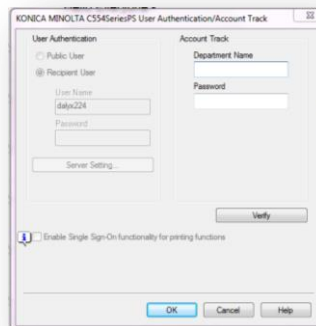 KONICA MINOLTA C554SeriesPS User Authentication/Account Track
User Authentication
Public User
Recipient User
User Name
dalyx224
Password
Server Setting...
Account Track
Department Name
Password
Verify
Enable Single Sign-On functionality for printing functions
OK
Cancel
Help